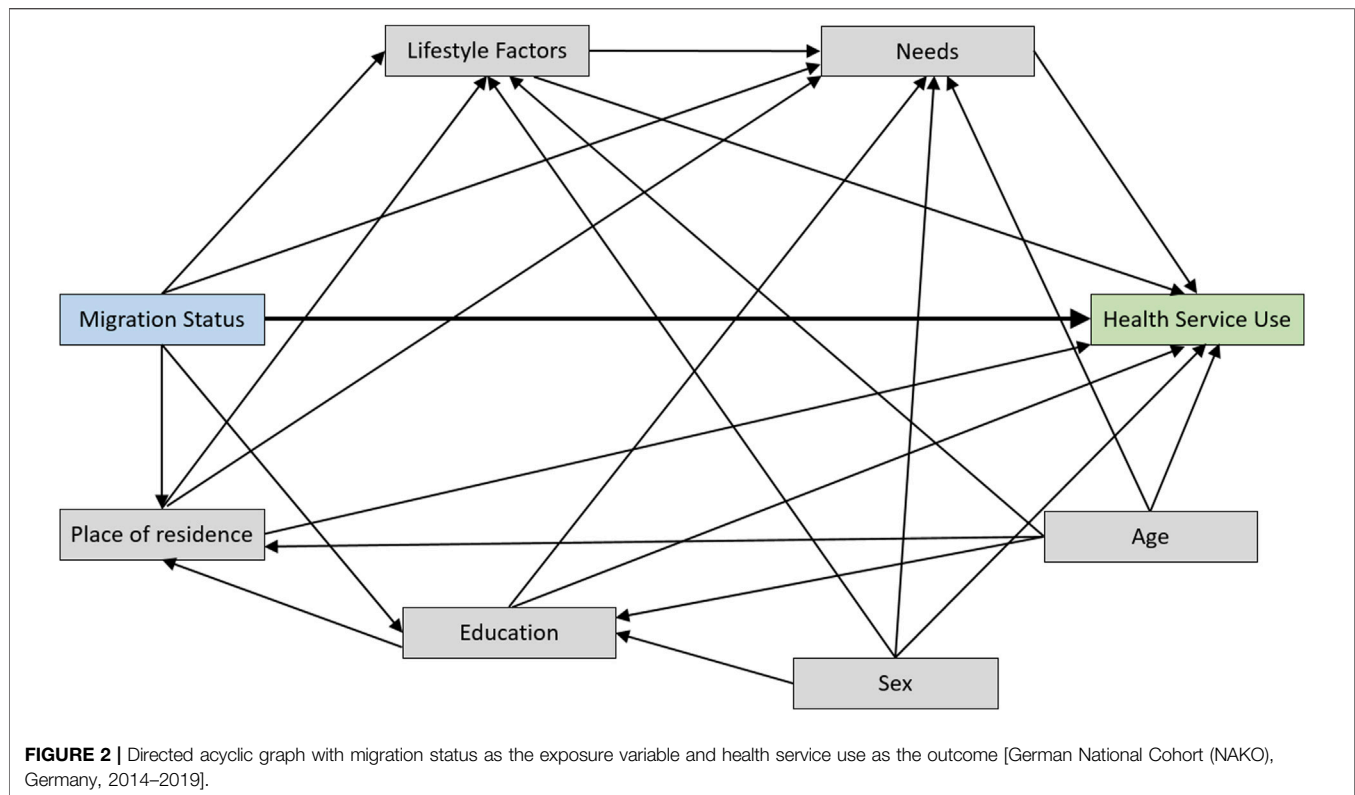 Lifestyle Factors
Needs
Migration Status
Health Service Use
Place of residence
Age
Education
Sex
FIGURE 2 | Directed acyclic graph with migration status as the exposure variable and health service use as the outcome [German National Cohort (NAKO),
Germany, 2014–2019].